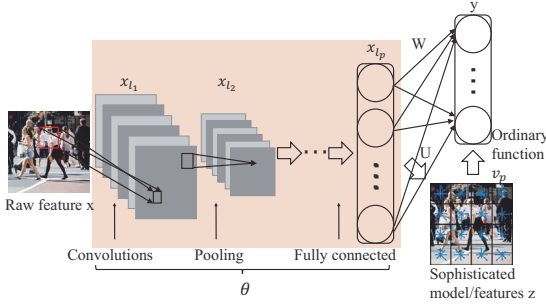 y
W
x_{l_p}
x_{l_1}
x_{l_2}
U
Ordinary
function
v_p
Raw feature x
Convolutions
Pooling
Fully connected
Sophisticated
model/features z
θ